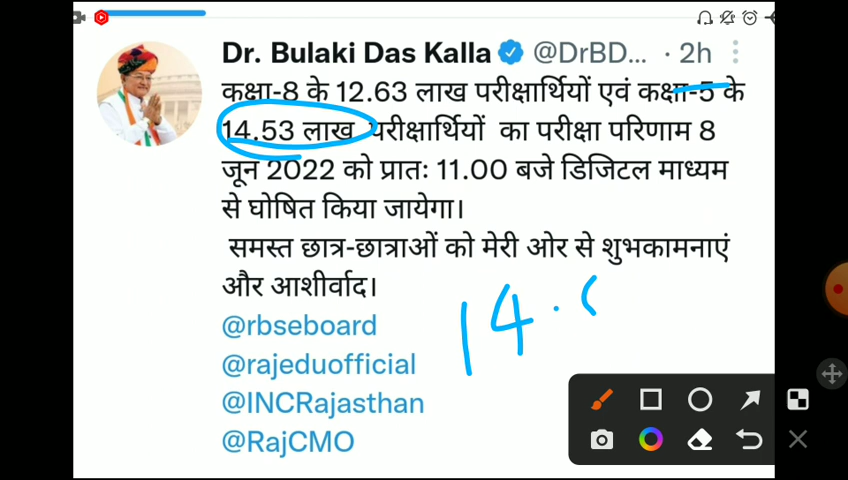 Dr. Bulaki Das Kalla @DrBD... · 2h
कक्षा-8 के 12.63 लाख परीक्षार्थियों एवं कक्षा-5 के
14.53 लाख परीक्षार्थियों का परीक्षा परिणाम 8
जून 2022 को प्रातः 11.00 बजे डिजिटल माध्यम
से घोषित किया जायेगा।
समस्त छात्र-छात्राओं को मेरी ओर से शुभकामनाएं
और आशीर्वाद।
14.
@rbseboard
@rajeduofficial
@INCRajasthan
@RajCMO